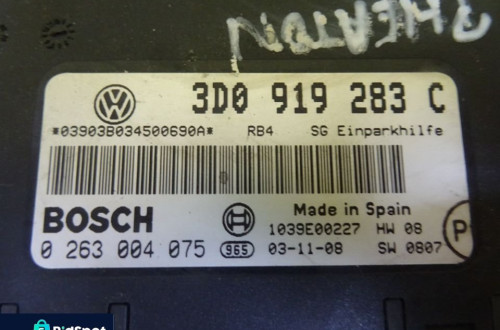 PHEATON
VW
3D0 919 283 C
*03903B034500690A* RB4 SG Einparkhilfe
BOSCH
Made in Spain
1039E00227 HW 08
0 263 004 075 965 03-11-08 SW 0807
P
BidSpot